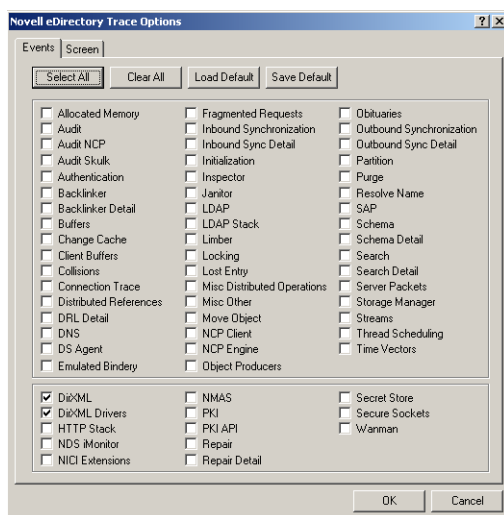 Novell eDirectory Trace Options
Events Screen
Select All Clear All Load Default Save Default
Allocated Memory Fragmented Requests Obituaries
Audit Inbound Synchronization Outbound Synchronization
Audit NCP Inbound Sync Detail Outbound Sync Detail
Audit Skulk Initialization Partition
Authentication Inspector Purge
Backlinker Janitor Resolve Name
Backlinker Detail LDAP SAP
Buffers LDAP Stack Schema
Change Cache Limber Schema Detail
Client Buffers Locking Search
Collisions Lost Entry Search Detail
Connection Trace Misc Distributed Operations Server Packets
Distributed References Misc Other Storage Manager
DRL Detail Move Object Streams
DNS NCP Client Thread Scheduling
DS Agent NCP Engine Time Vectors
Emulated Bindery Object Producers
DirXML NMAS Secret Store
DirXML Drivers PKI Secure Sockets
HTTP Stack PKI API Wanman
NDS iMonitor Repair
NICI Extensions Repair Detail
OK Cancel